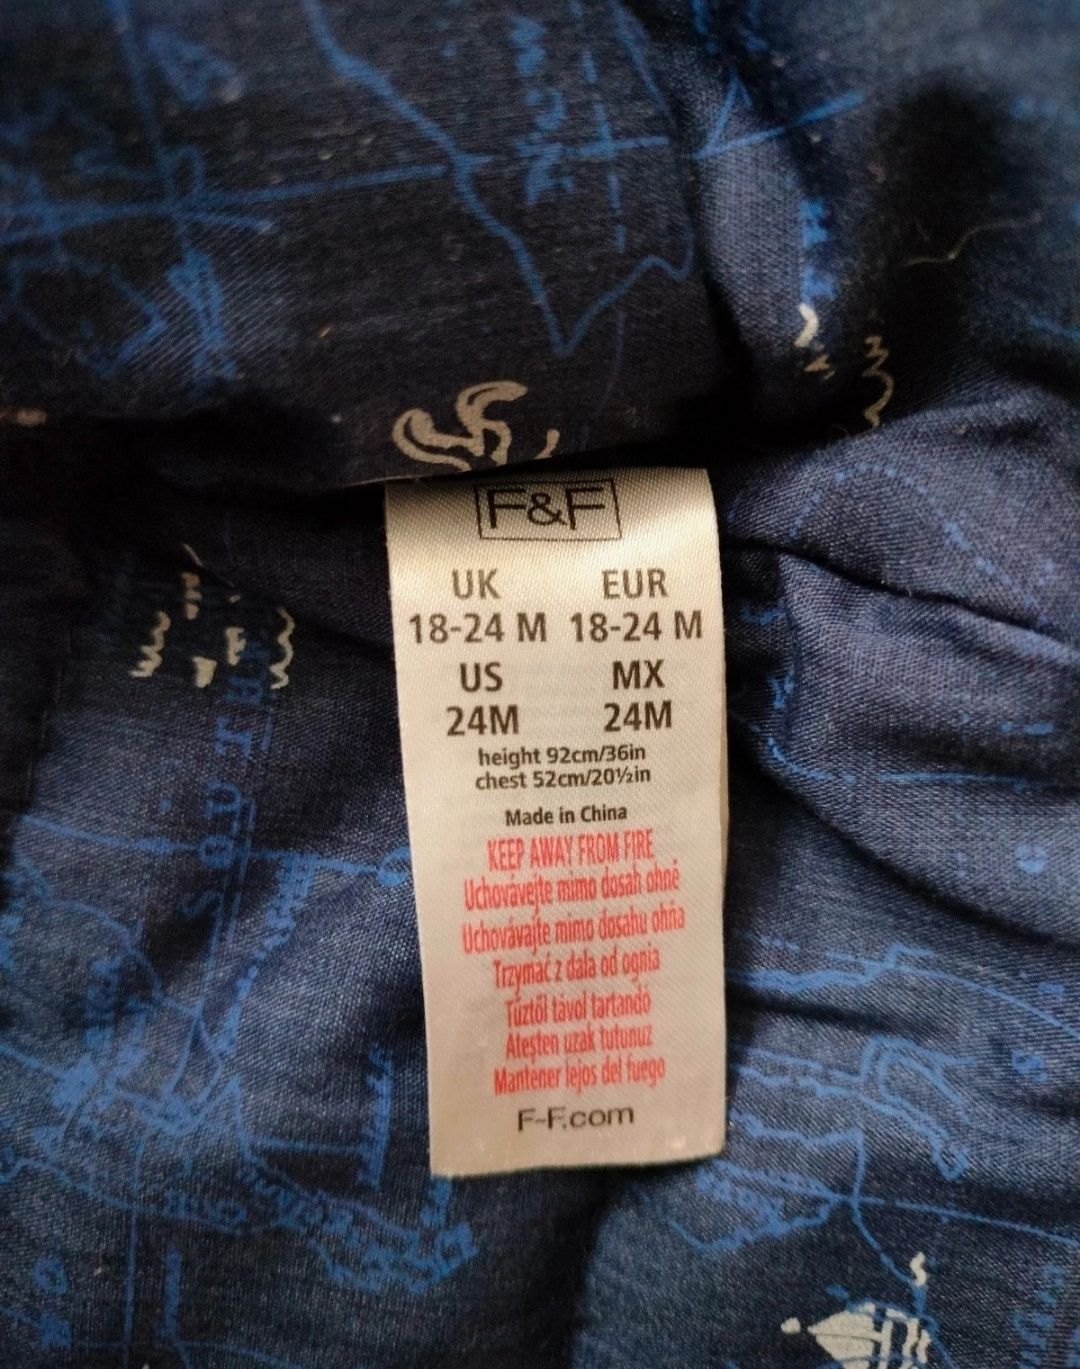 F&F
UK EUR
18-24 M 18-24 M
US MX
24M 24M
height 92cm/36in
chest 52cm/20½in
Made in China
KEEP AWAY FROM FIRE
Uchovávejte mimo dosah ohně
Uchovávajte mimo dosahu ohňa
Trzymać z dala od ognia
Tűztől távol tartandó
Ateşten uzak tutunuz
Mantener lejos del fuego
F-F.com